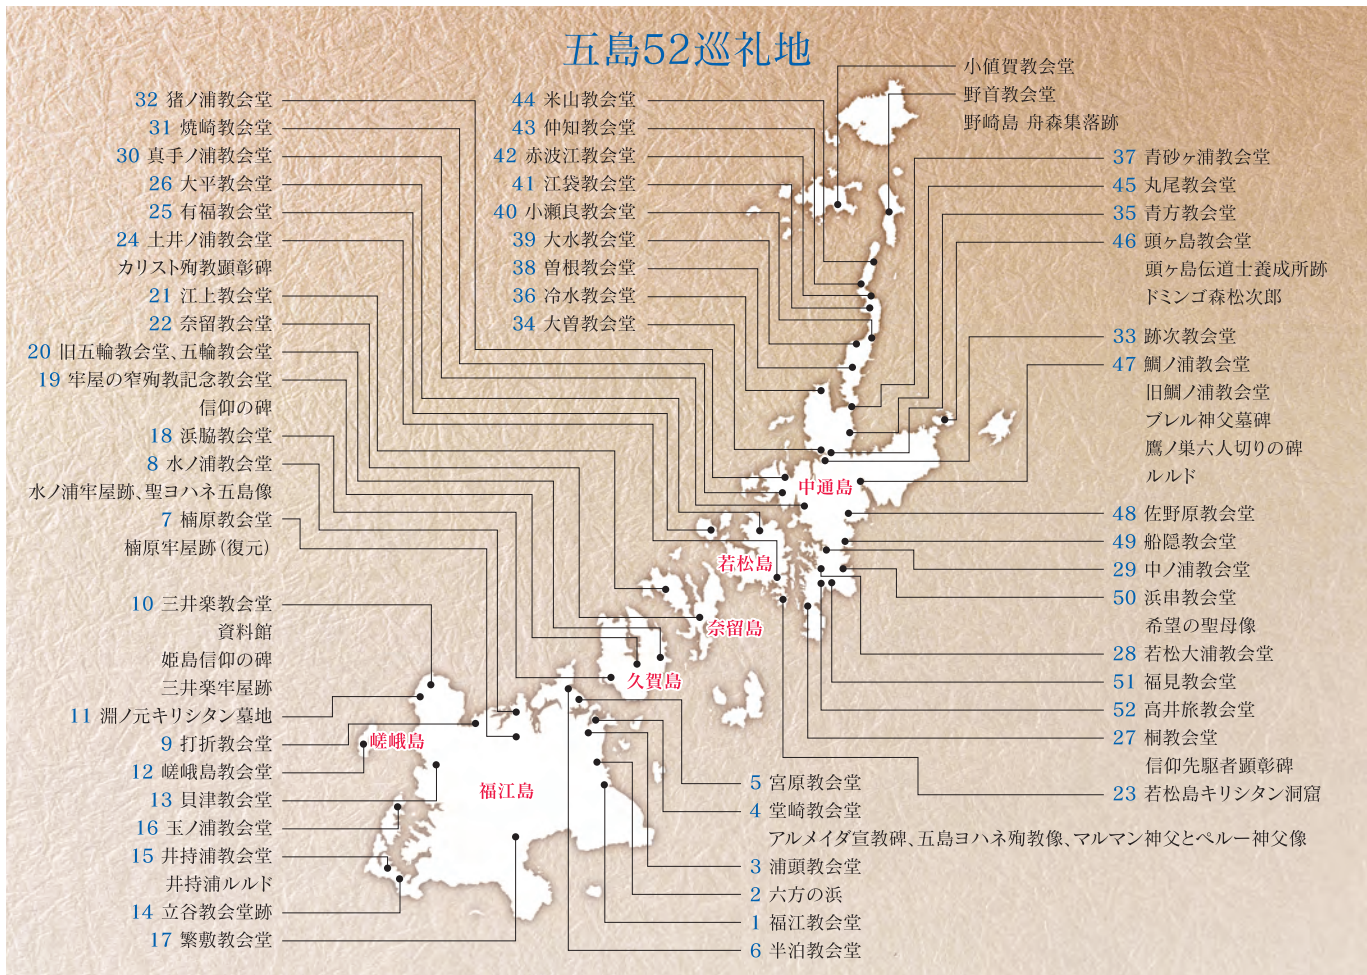 五島52巡礼地
32 猪ノ浦教会堂
31 焼崎教会堂
30 真手ノ浦教会堂
26 大平教会堂
25 有福教会堂
24 土井ノ浦教会堂
カリスト殉教顕彰碑
21 江上教会堂
22 奈留教会堂
20 旧五輪教会堂、五輪教会堂
19 牢屋の窄殉教記念教会堂
信仰の碑
18 浜脇教会堂
8 水ノ浦教会堂
水ノ浦牢屋跡、聖ヨハネ五島像
7 楠原教会堂
楠原牢屋跡(復元)
10 三井楽教会堂
資料館
姫島信仰の碑
三井楽牢屋跡
11 淵ノ元キリシタン墓地
9 打折教会堂
12 嵯峨島教会堂
13 貝津教会堂
16 玉ノ浦教会堂
15 井持浦教会堂
井持浦ルルド
14 立谷教会堂跡
17 繁敷教会堂
44 米山教会堂
43 仲知教会堂
42 赤波江教会堂
41 江袋教会堂
40 小瀬良教会堂
39 大水教会堂
38 曽根教会堂
36 冷水教会堂
34 大曽教会堂
小値賀教会堂
野首教会堂
野崎島 舟森集落跡
37 青砂ヶ浦教会堂
45 丸尾教会堂
35 青方教会堂
46 頭ヶ島教会堂
頭ヶ島伝道士養成所跡
ドミンゴ森松次郎
33 跡次教会堂
47 鯛ノ浦教会堂
旧鯛ノ浦教会堂
ブレル神父墓碑
鷹ノ巣六人切りの碑
ルルド
48 佐野原教会堂
49 船隠教会堂
29 中ノ浦教会堂
50 浜串教会堂
希望の聖母像
28 若松大浦教会堂
51 福見教会堂
52 高井旅教会堂
27 桐教会堂
信仰先駆者顕彰碑
23 若松島キリシタン洞窟
5 宮原教会堂
4 堂崎教会堂
アルメイダ宣教碑、五島ヨハネ殉教像、マルマン神父とペルー神父像
3 浦頭教会堂
2 六方の浜
1 福江教会堂
6 半泊教会堂
中通島
若松島
奈留島
久賀島
嵯峨島
福江島